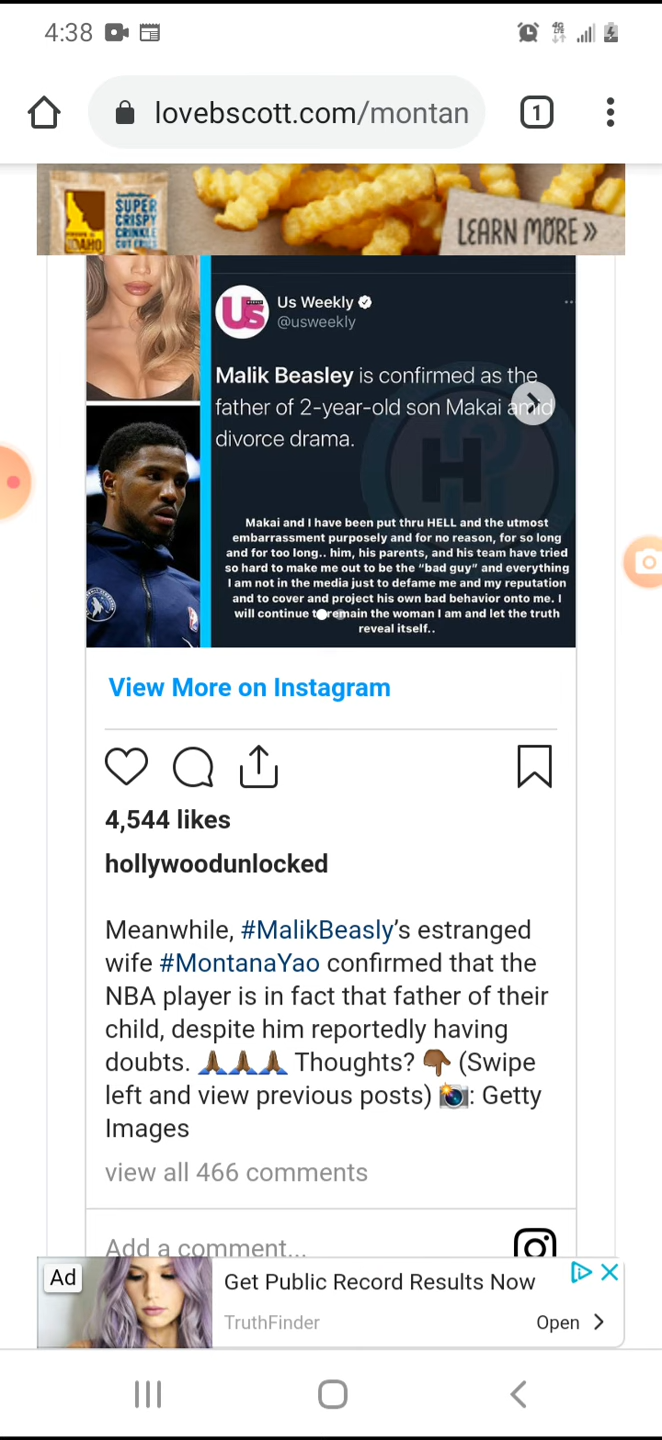 4:38
4G
LTE
lovebscott.com/montan
1
SUPER
CRISPY
CRINKLE
CUT FRIES
IDAHO
LEARN MORE »
Us
Us Weekly
@usweekly
Malik Beasley is confirmed as the
father of 2-year-old son Makai amid
divorce drama.
H
Makai and I have been put thru HELL and the utmost
embarrassment purposely and for no reason, for so long
and for too long.. him, his parents, and his team have tried
so hard to make me out to be the “bad guy” and everything
I am not in the media just to defame me and my reputation
and to cover and project his own bad behavior onto me. I
will continue to remain the woman I am and let the truth
reveal itself..
View More on Instagram
4,544 likes
hollywoodunlocked
Meanwhile, #MalikBeasly’s estranged
wife #MontanaYao confirmed that the
NBA player is in fact that father of their
child, despite him reportedly having
doubts. 🙏🏾🙏🏾🙏🏾 Thoughts? 👇🏾 (Swipe
left and view previous posts) 📸: Getty
Images
view all 466 comments
Add a comment...
Ad
Get Public Record Results Now
TruthFinder
Open